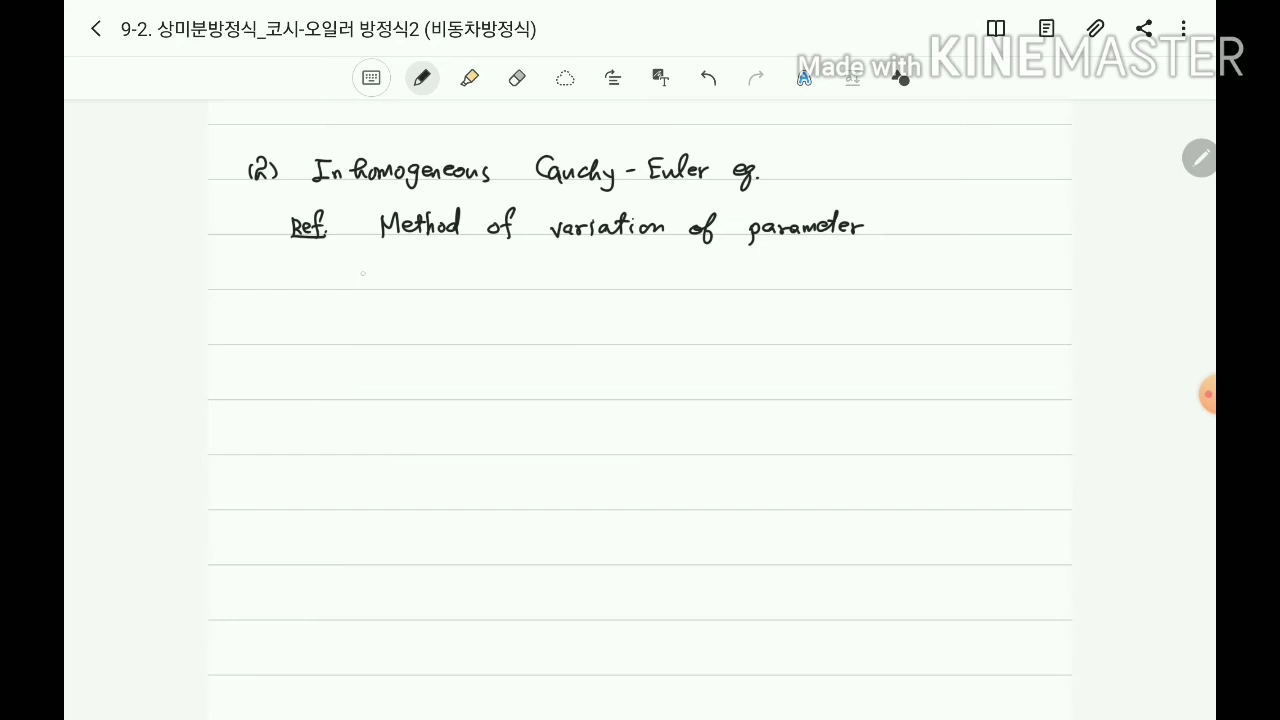 9-2. 상미분방정식_코시-오일러 방정식2 (비동차방정식)
Made with KINEMASTER
(2) Inhomogeneous Cauchy - Euler eq.
Ref. Method of variation of parameter